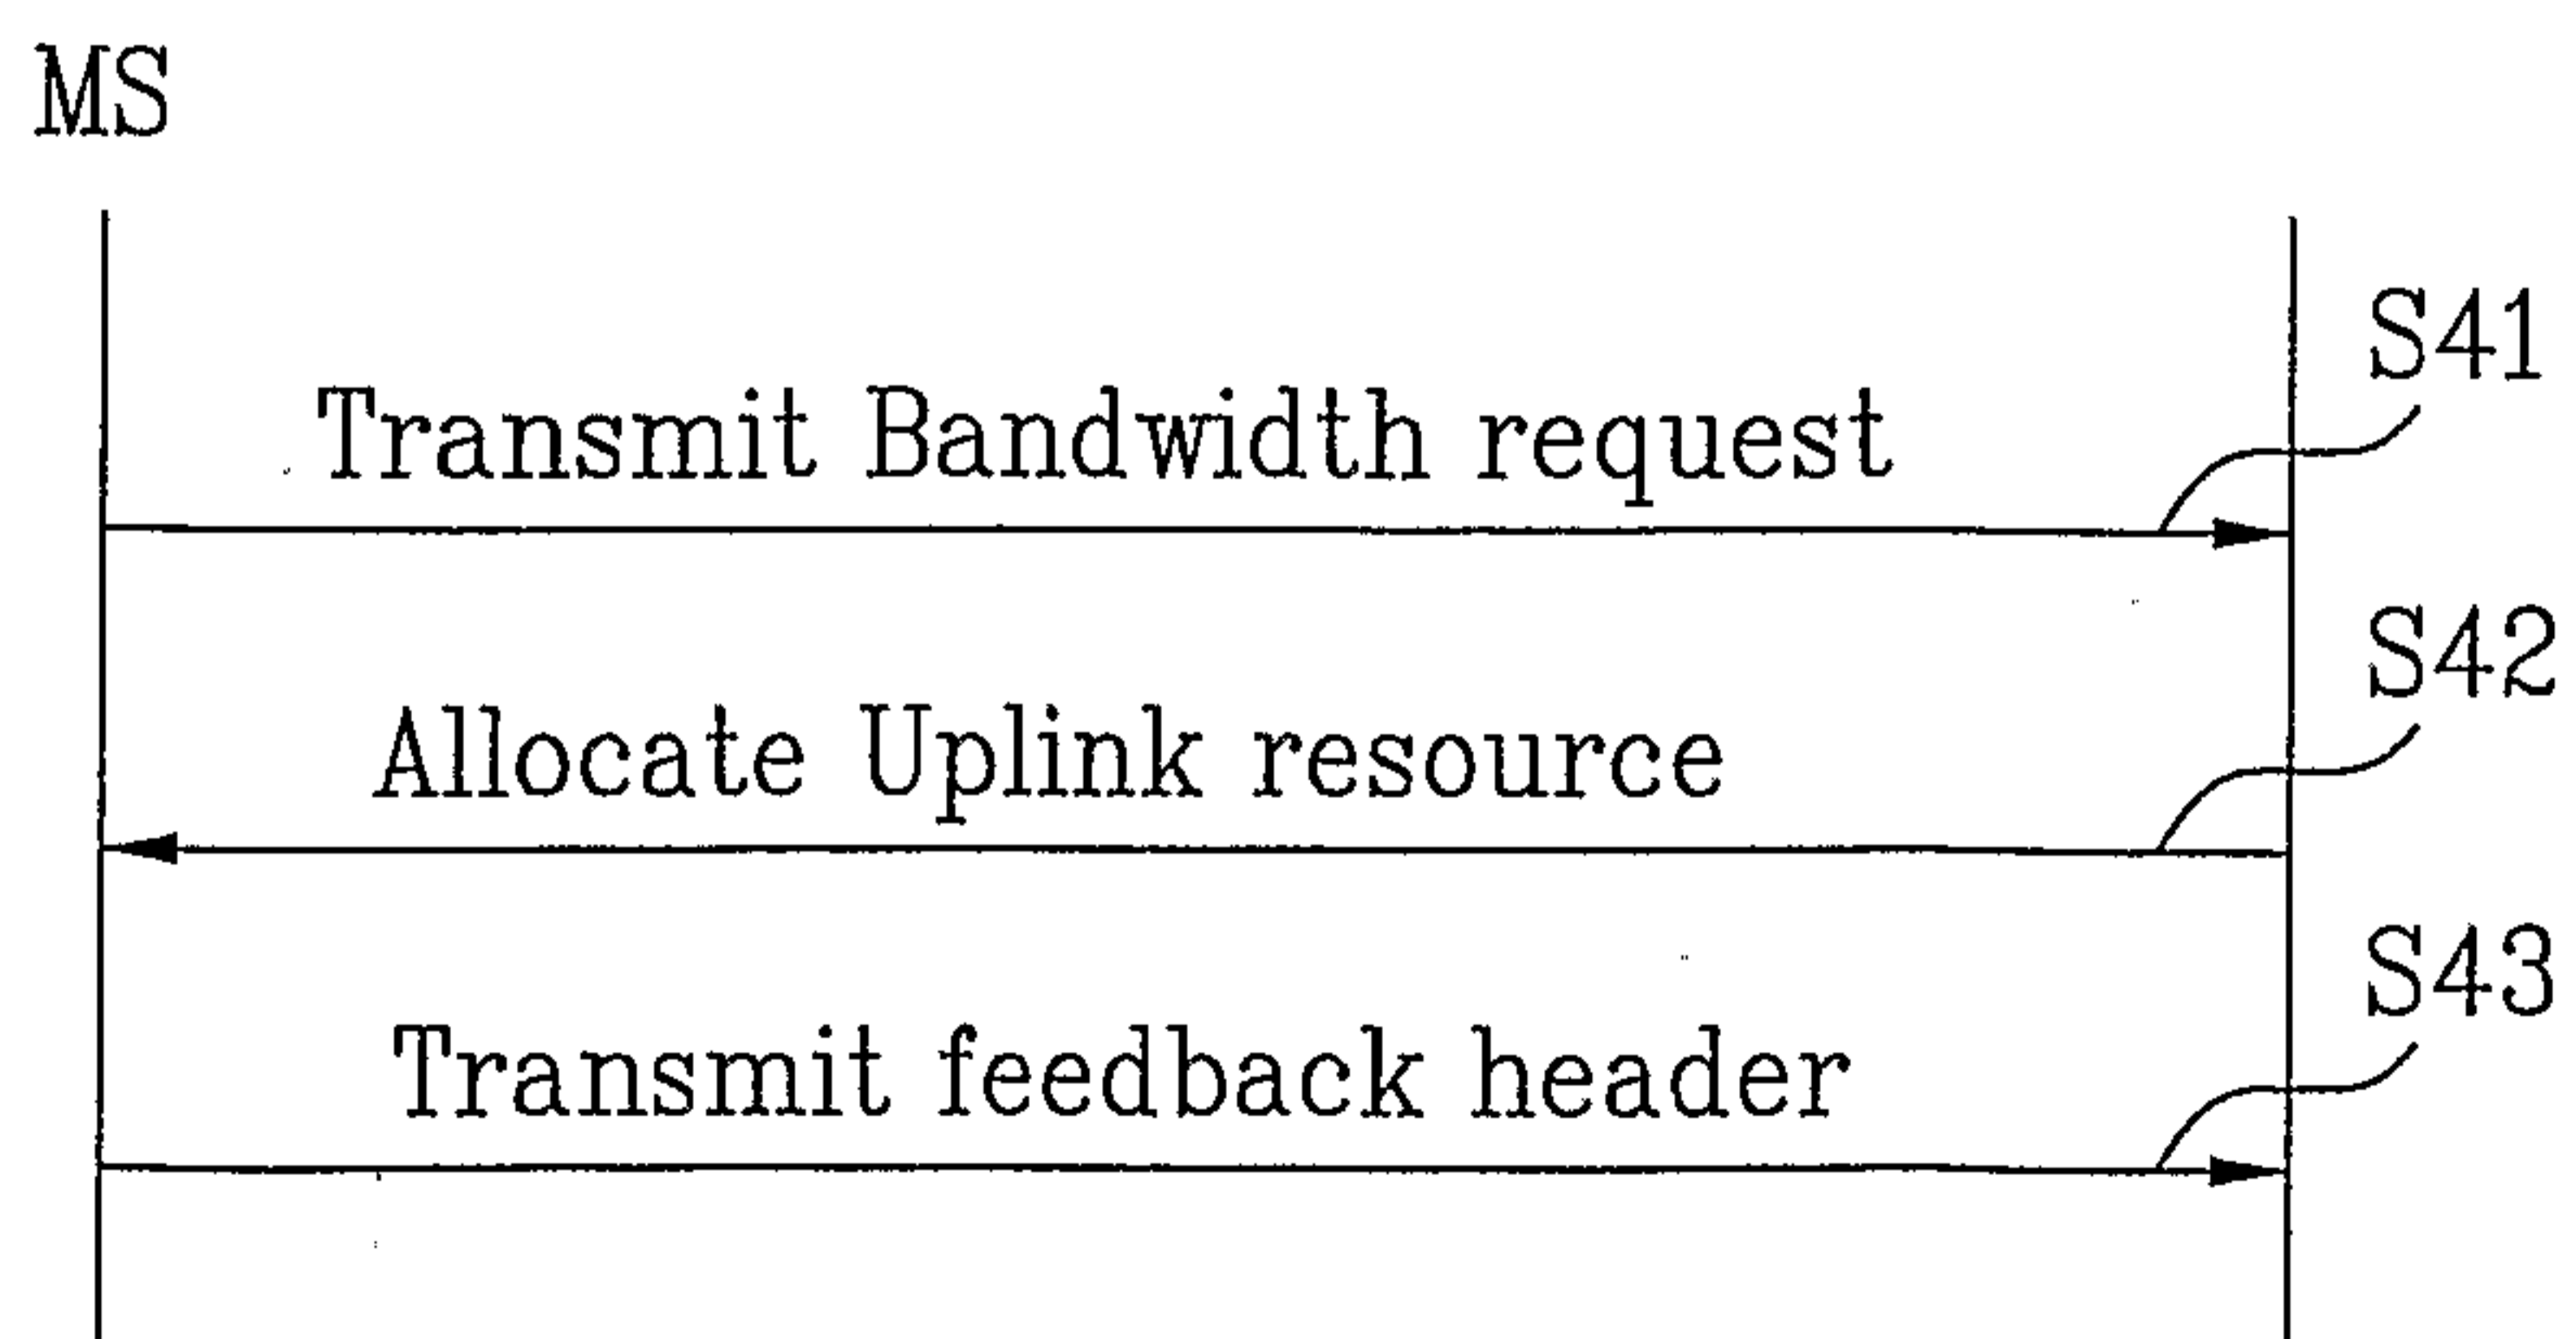 MS
S41
Transmit Bandwidth request
S42
Allocate Uplink resource
S43
Transmit feedback header